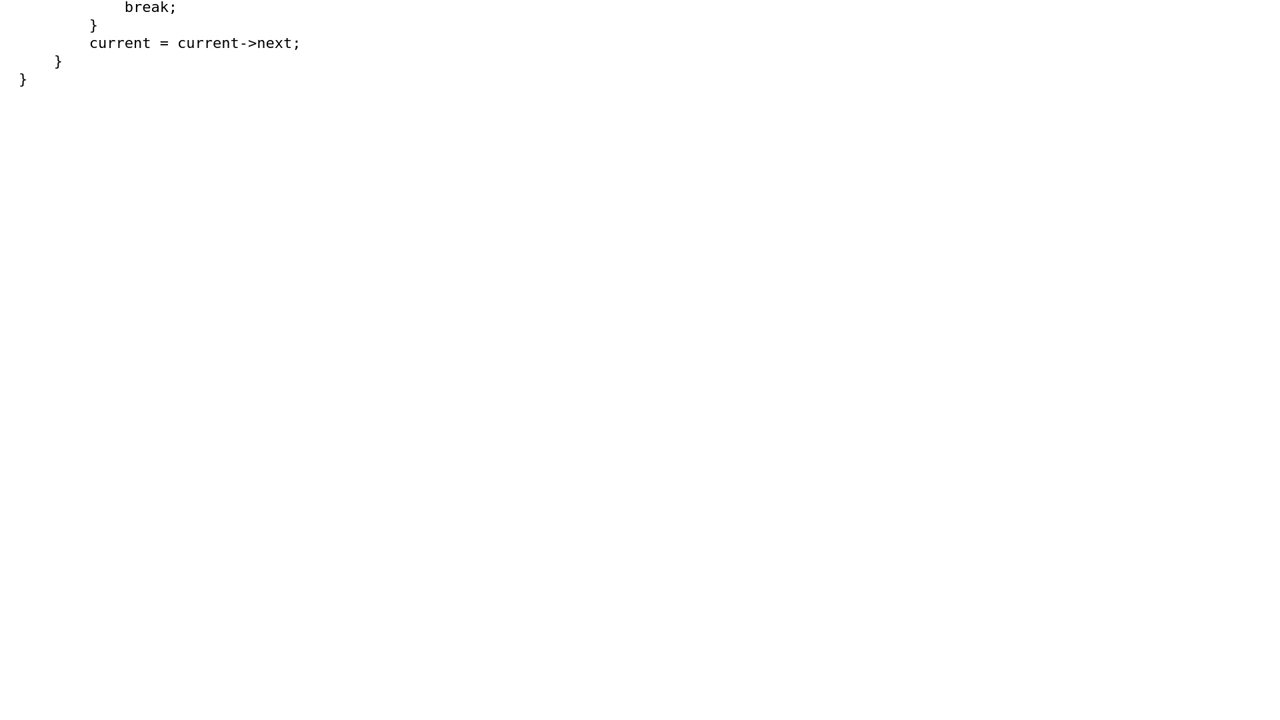 break;
        }
        current = current->next;
    }
}